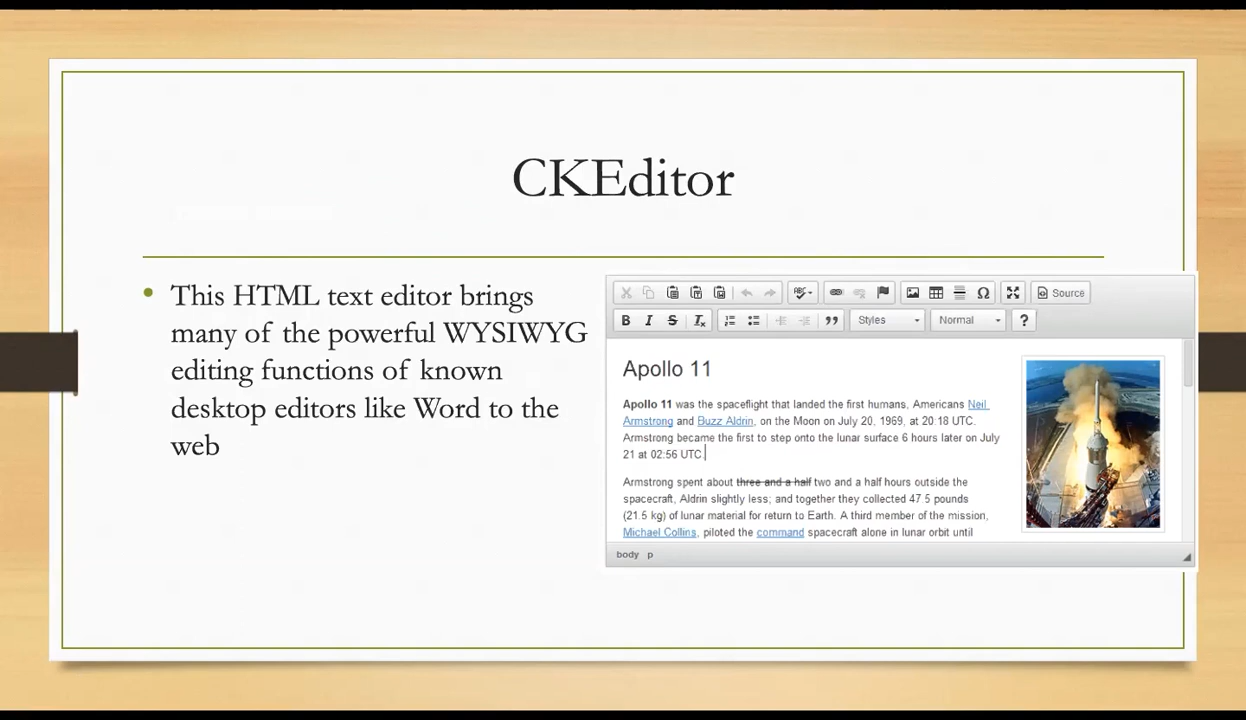 CKEditor
• This HTML text editor brings
many of the powerful WYSIWYG
editing functions of known
desktop editors like Word to the
web
Source
B I S Tx Styles Normal ?
Apollo 11
Apollo 11 was the spaceflight that landed the first humans, Americans Neil
Armstrong and Buzz Aldrin, on the Moon on July 20, 1969, at 20:18 UTC.
Armstrong became the first to step onto the lunar surface 6 hours later on July
21 at 02:56 UTC.
Armstrong spent about three and a half two and a half hours outside the
spacecraft, Aldrin slightly less; and together they collected 47.5 pounds
(21.5 kg) of lunar material for return to Earth. A third member of the mission,
Michael Collins, piloted the command spacecraft alone in lunar orbit until
body p